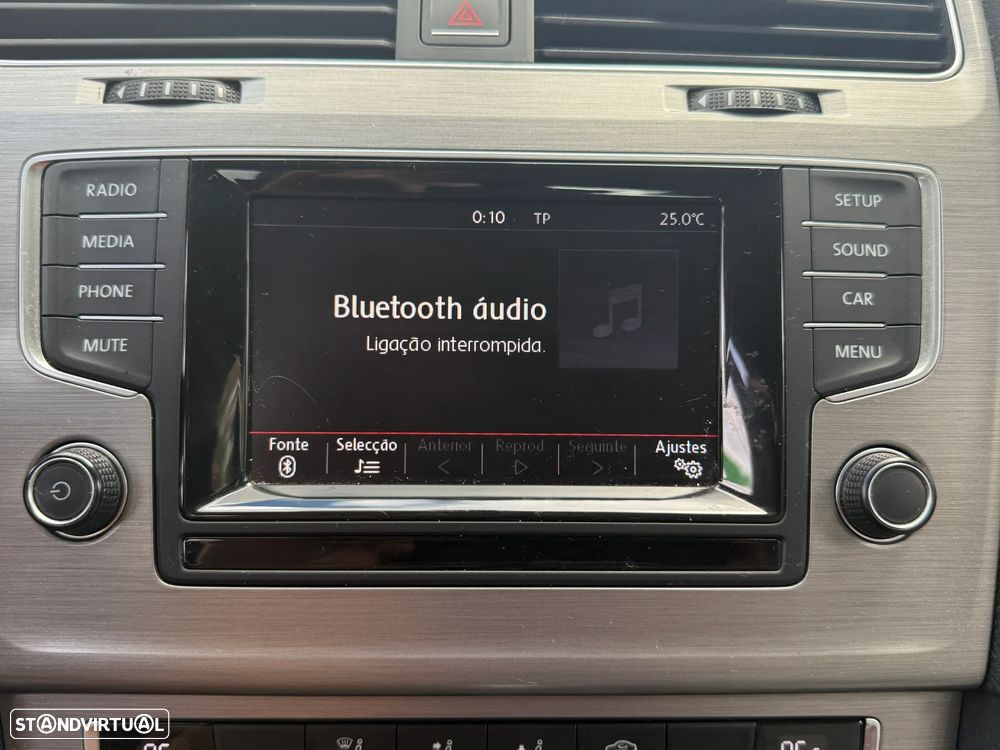 RADIO
MEDIA
PHONE
MUTE
0:10 TP 25.0°C
Bluetooth áudio
Ligação interrompida.
Fonte Selecção Anterior Reprod. Seguinte Ajustes
SETUP
SOUND
CAR
MENU
STANDVIRTUAL